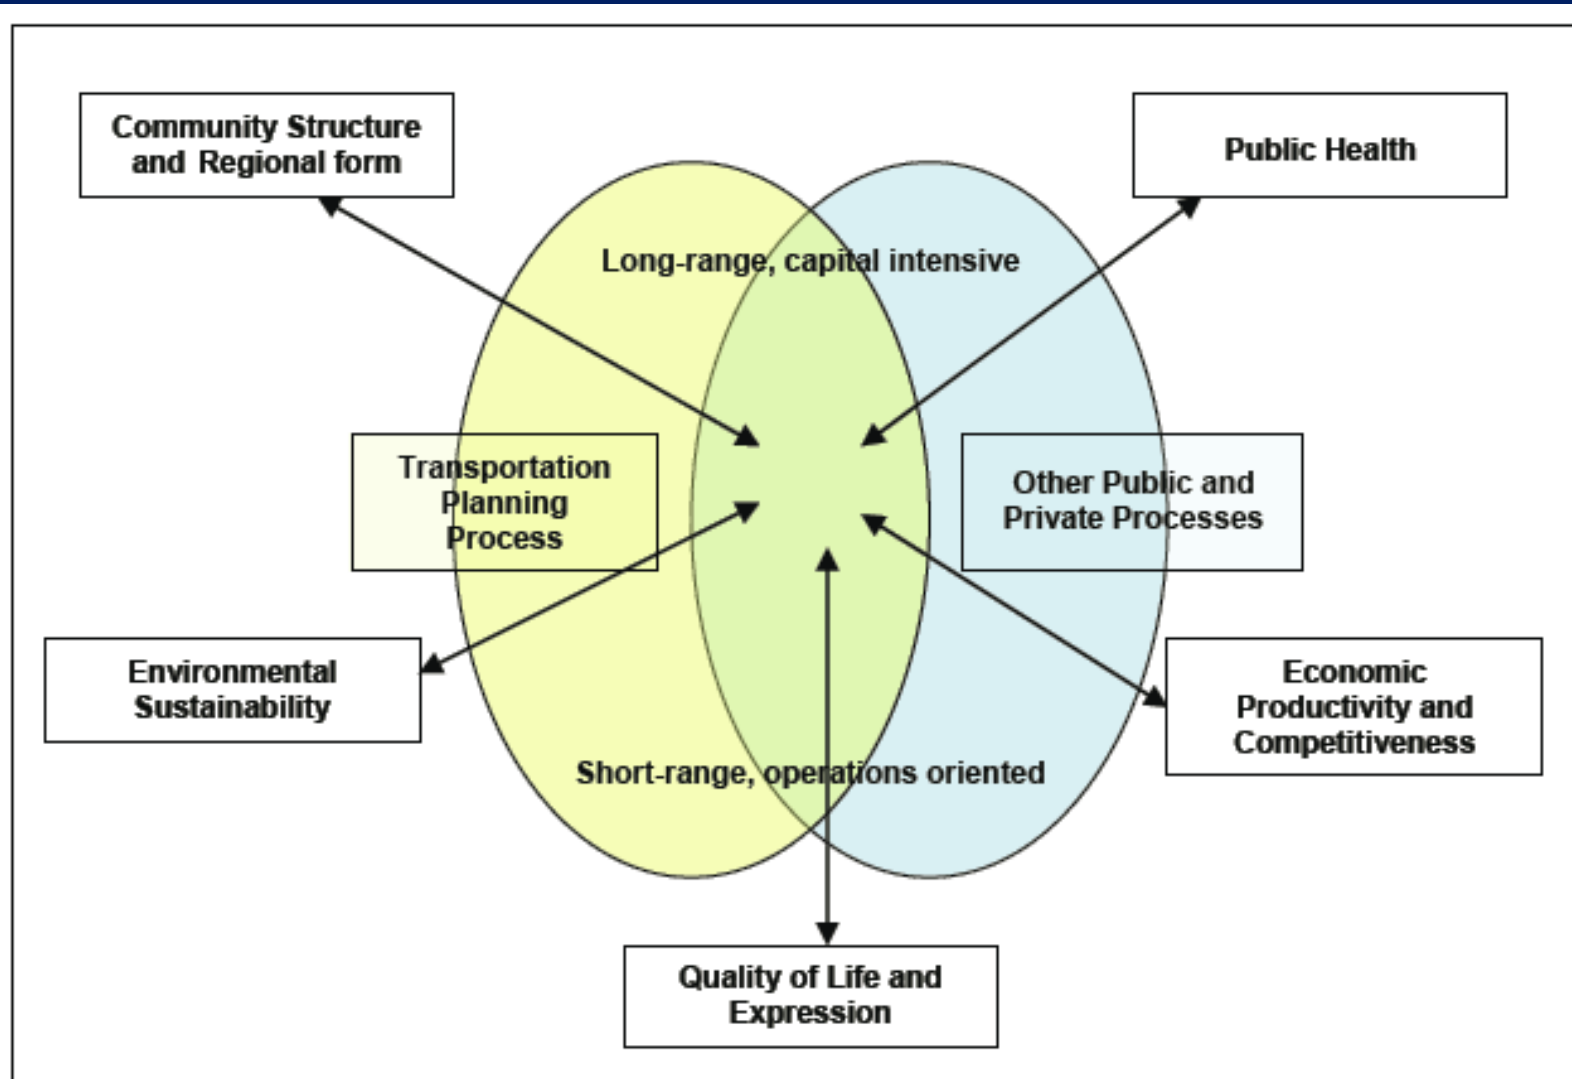 Community Structure
and Regional form
Public Health
Long-range, capital intensive
Transportation
Planning
Process
Other Public and
Private Processes
Environmental
Sustainability
Economic
Productivity and
Competitiveness
Short-range, operations oriented
Quality of Life and
Expression